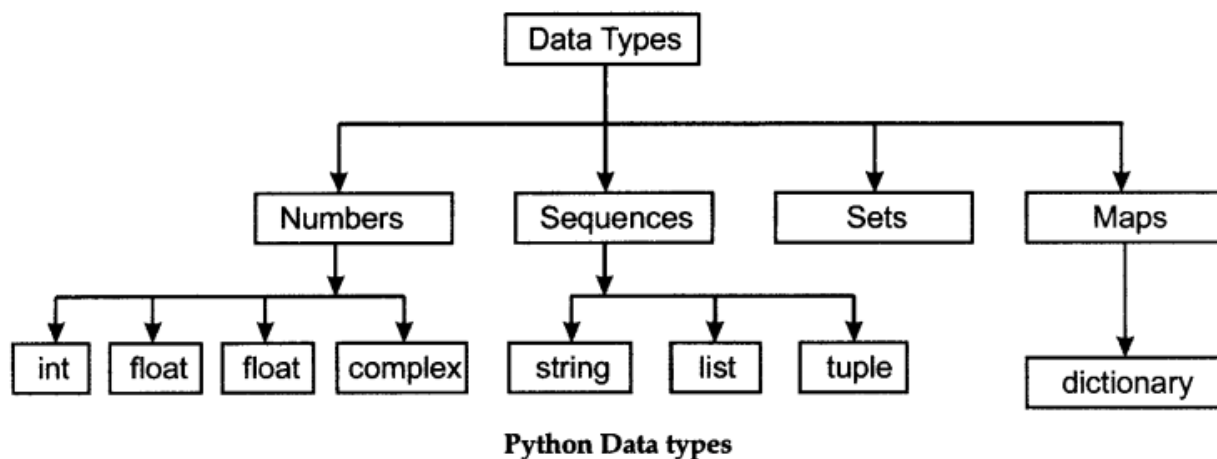 Data Types
Numbers Sequences Sets Maps
int float float complex string list tuple dictionary
Python Data types